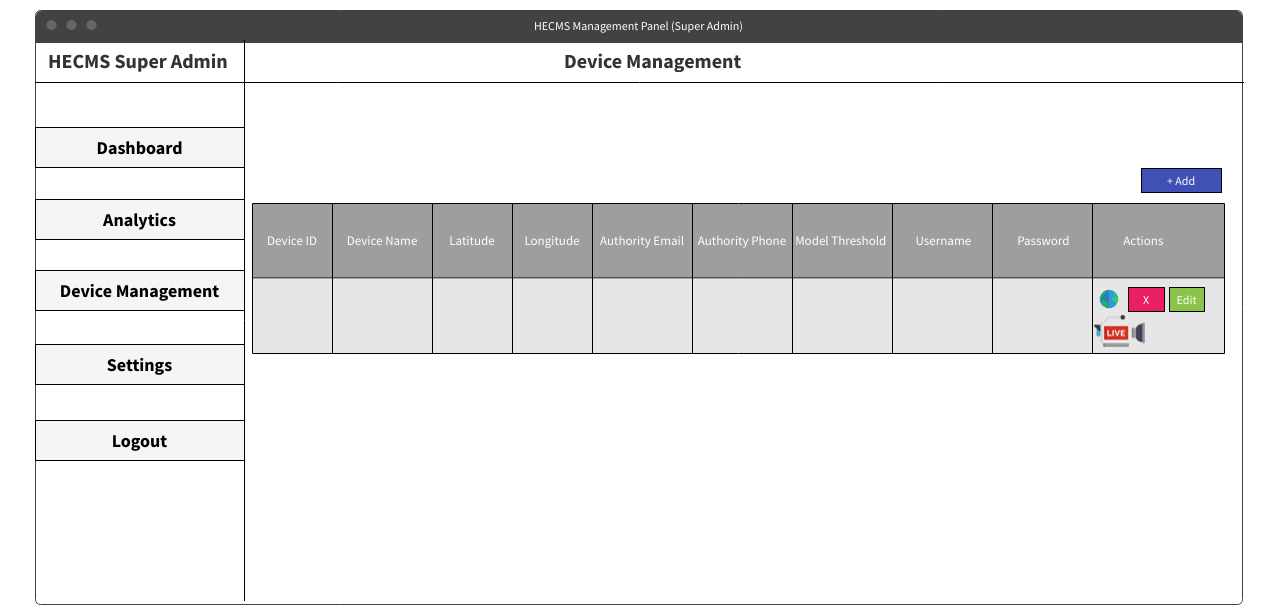 HECMS Management Panel (Super Admin)
HECMS Super Admin
Device Management
Dashboard
Analytics
Device Management
Settings
Logout
+ Add
Device ID
Device Name
Latitude
Longitude
Authority Email
Authority Phone
Model Threshold
Username
Password
Actions
X
Edit
LIVE